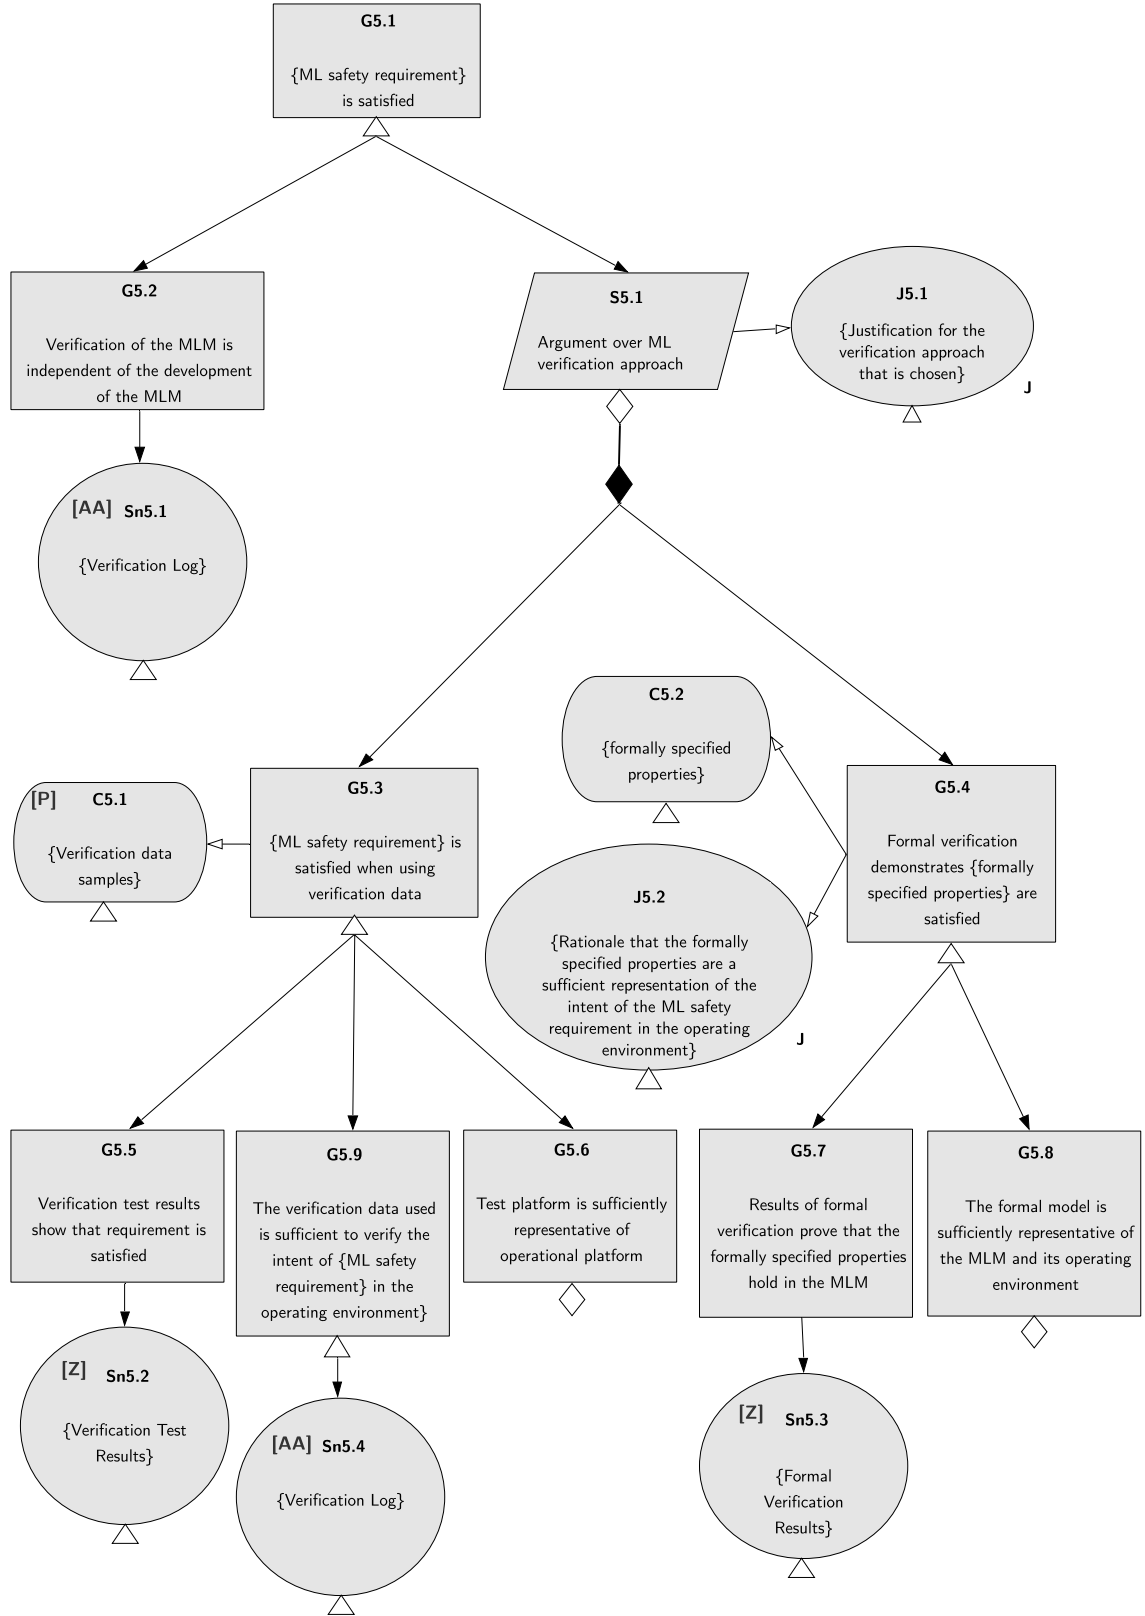 G5.1
{ML safety requirement}
is satisfied
G5.2
Verification of the MLM is
independent of the development
of the MLM
S5.1
Argument over ML
verification approach
J5.1
{Justification for the
verification approach
that is chosen}
J
[AA] Sn5.1
{Verification Log}
C5.2
{formally specified
properties}
[P] C5.1
{Verification data
samples}
G5.3
{ML safety requirement} is
satisfied when using
verification data
G5.4
Formal verification
demonstrates {formally
specified properties} are
satisfied
J5.2
{Rationale that the formally
specified properties are a
sufficient representation of the
intent of the ML safety
requirement in the operating
environment}
J
G5.5
Verification test results
show that requirement is
satisfied
G5.9
The verification data used
is sufficient to verify the
intent of {ML safety
requirement} in the
operating environment}
G5.6
Test platform is sufficiently
representative of
operational platform
G5.7
Results of formal
verification prove that the
formally specified properties
hold in the MLM
G5.8
The formal model is
sufficiently representative of
the MLM and its operating
environment
[Z] Sn5.2
{Verification Test
Results}
[AA] Sn5.4
{Verification Log}
[Z] Sn5.3
{Formal
Verification
Results}